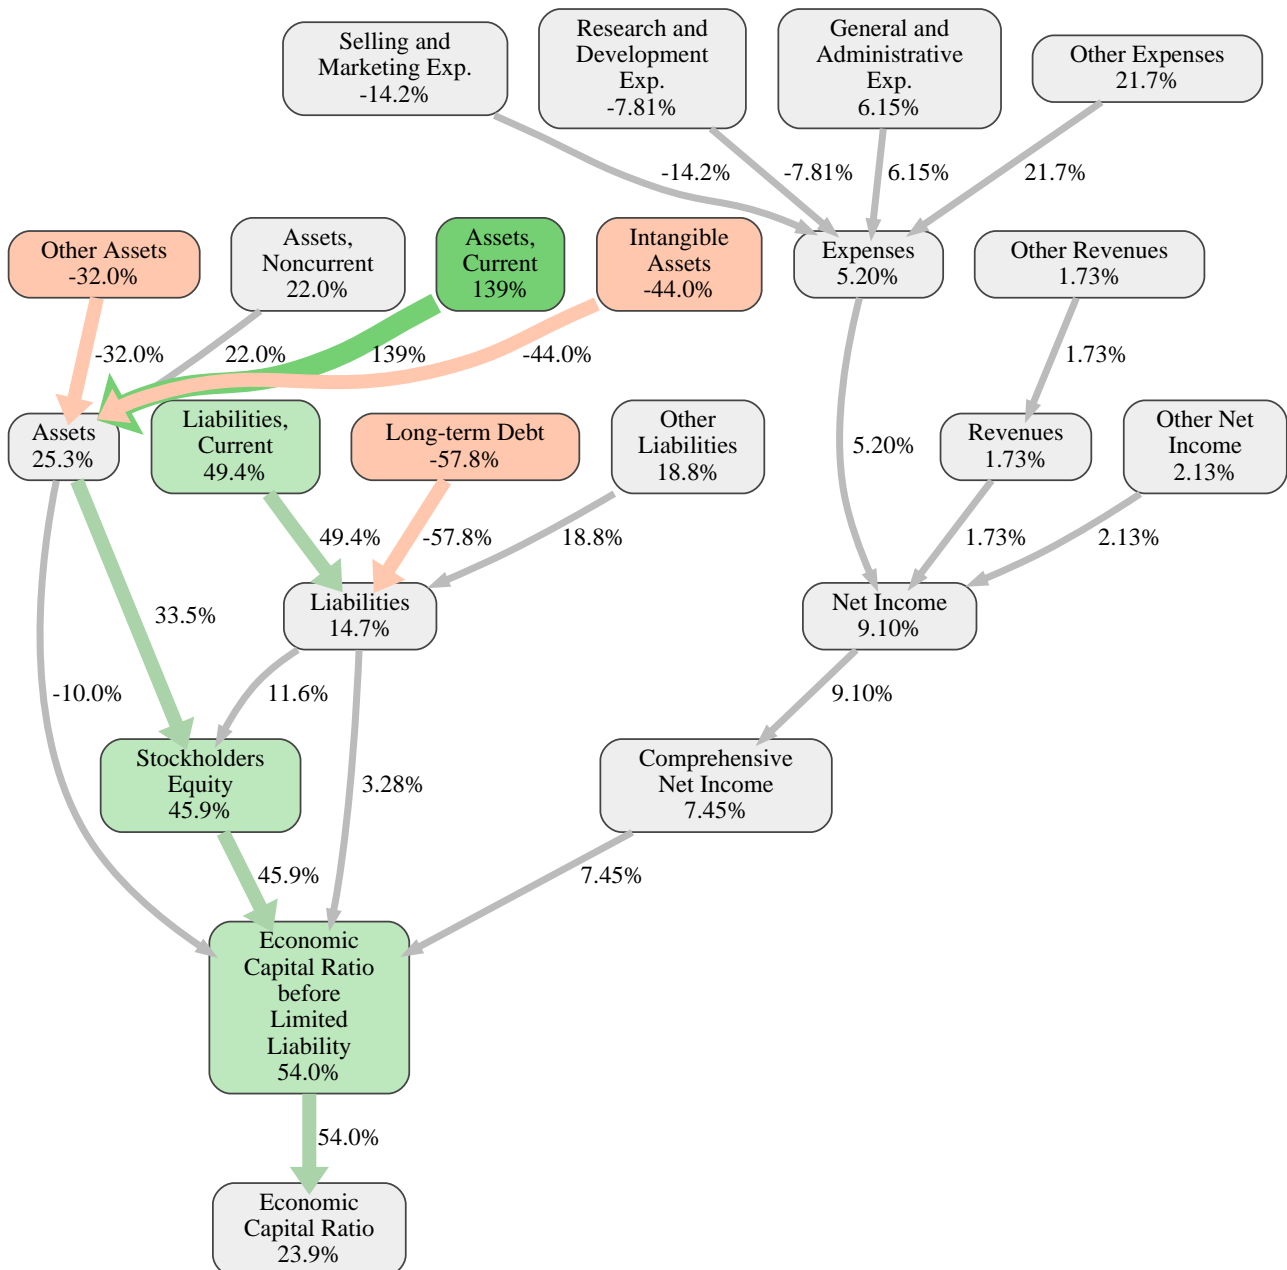 Selling and
Marketing Exp.
-14.2%
Research and
Development
Exp.
-7.81%
General and
Administrative
Exp.
6.15%
Other Expenses
21.7%
-14.2%
-7.81%
6.15%
21.7%
Other Assets
-32.0%
Assets,
Noncurrent
22.0%
Assets,
Current
139%
Intangible
Assets
-44.0%
Expenses
5.20%
Other Revenues
1.73%
-32.0%
22.0%
139%
-44.0%
1.73%
Assets
25.3%
Liabilities,
Current
49.4%
Long-term Debt
-57.8%
Other
Liabilities
18.8%
5.20%
Revenues
1.73%
Other Net
Income
2.13%
49.4%
-57.8%
18.8%
1.73%
2.13%
33.5%
Liabilities
14.7%
Net Income
9.10%
-10.0%
11.6%
9.10%
Stockholders
Equity
45.9%
3.28%
Comprehensive
Net Income
7.45%
45.9%
7.45%
Economic
Capital Ratio
before
Limited
Liability
54.0%
54.0%
Economic
Capital Ratio
23.9%